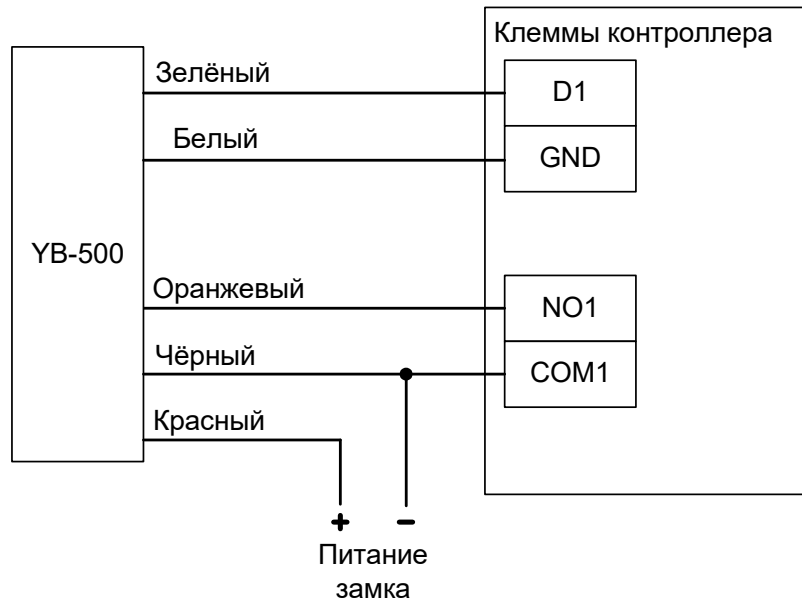 Клеммы контроллера
Зелёный
D1
Белый
GND
YB-500
Оранжевый
NO1
Чёрный
COM1
Красный
+ –
Питание
замка